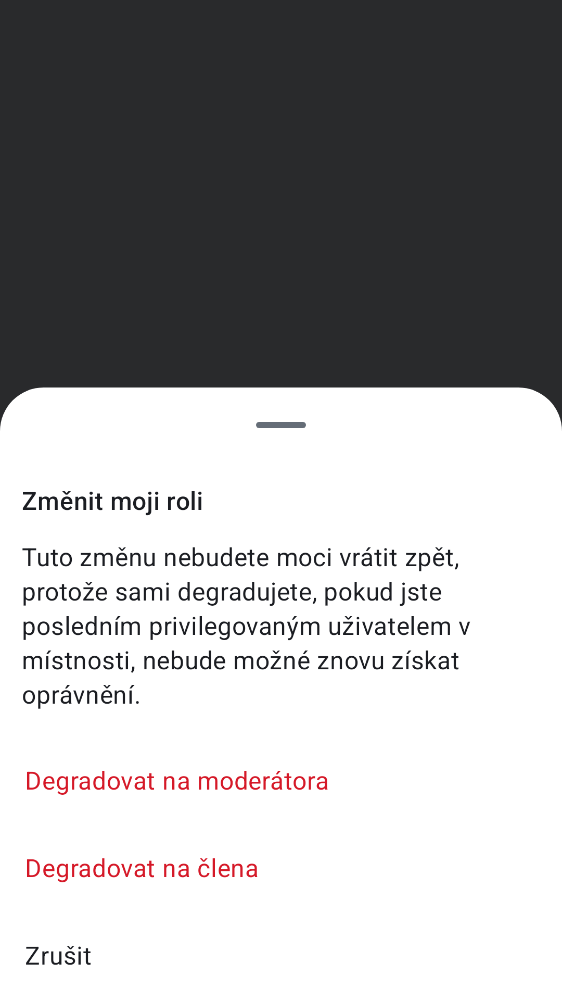 Změnit moji roli
Tuto změnu nebudete moci vrátit zpět,
protože sami degradujete, pokud jste
posledním privilegovaným uživatelem v
místnosti, nebude možné znovu získat
oprávnění.
Degradovat na moderátora
Degradovat na člena
Zrušit